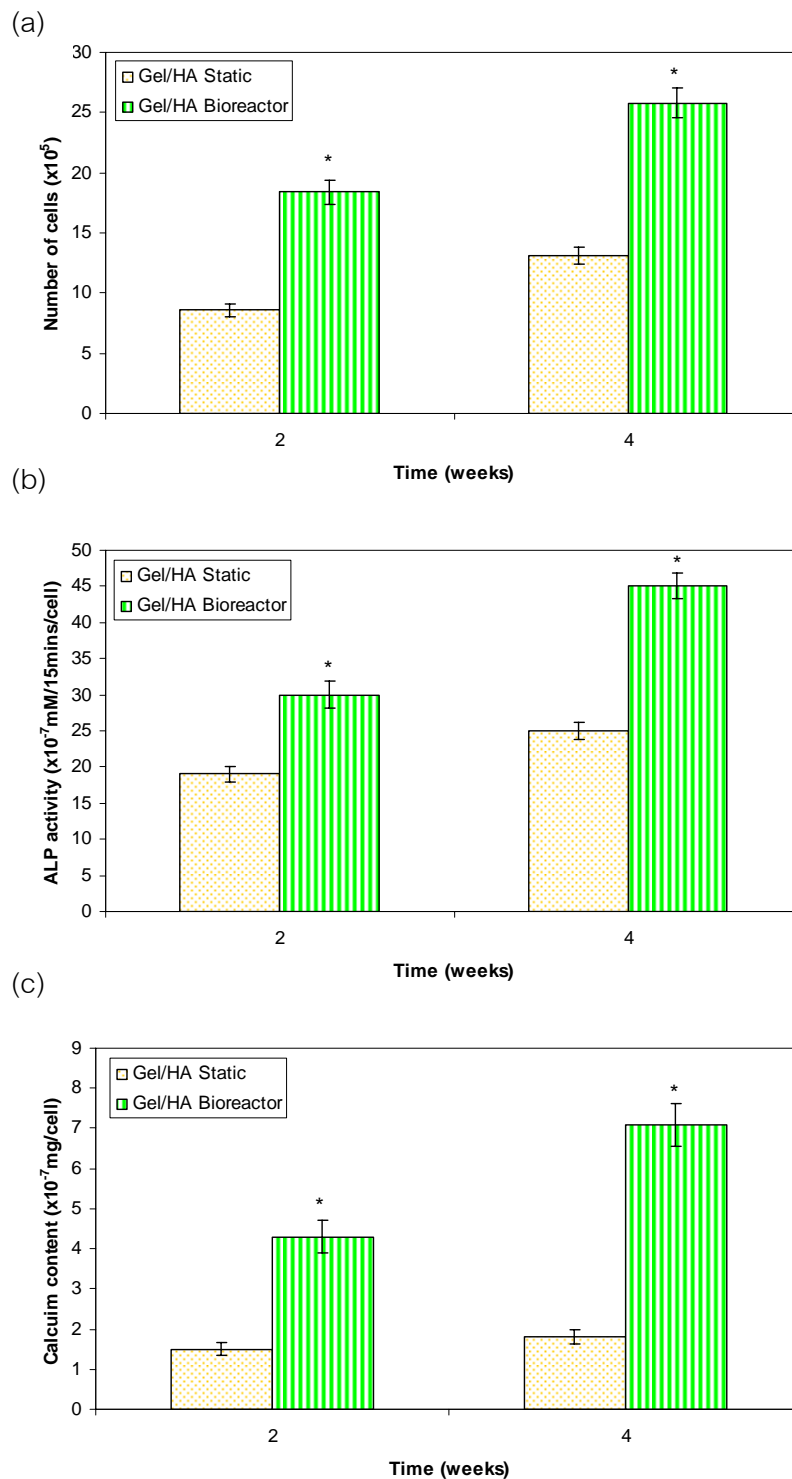 (a)
30
25
20
15
10
5
0
Number of cells (x10⁵)
Gel/HA Static
Gel/HA Bioreactor
*
*
2
4
Time (weeks)
(b)
50
45
40
35
30
25
20
15
10
5
0
ALP activity (x10⁻⁷mM/15mins/cell)
Gel/HA Static
Gel/HA Bioreactor
*
*
2
4
Time (weeks)
(c)
9
8
7
6
5
4
3
2
1
0
Calcuim content (x10⁻⁷mg/cell)
Gel/HA Static
Gel/HA Bioreactor
*
*
2
4
Time (weeks)